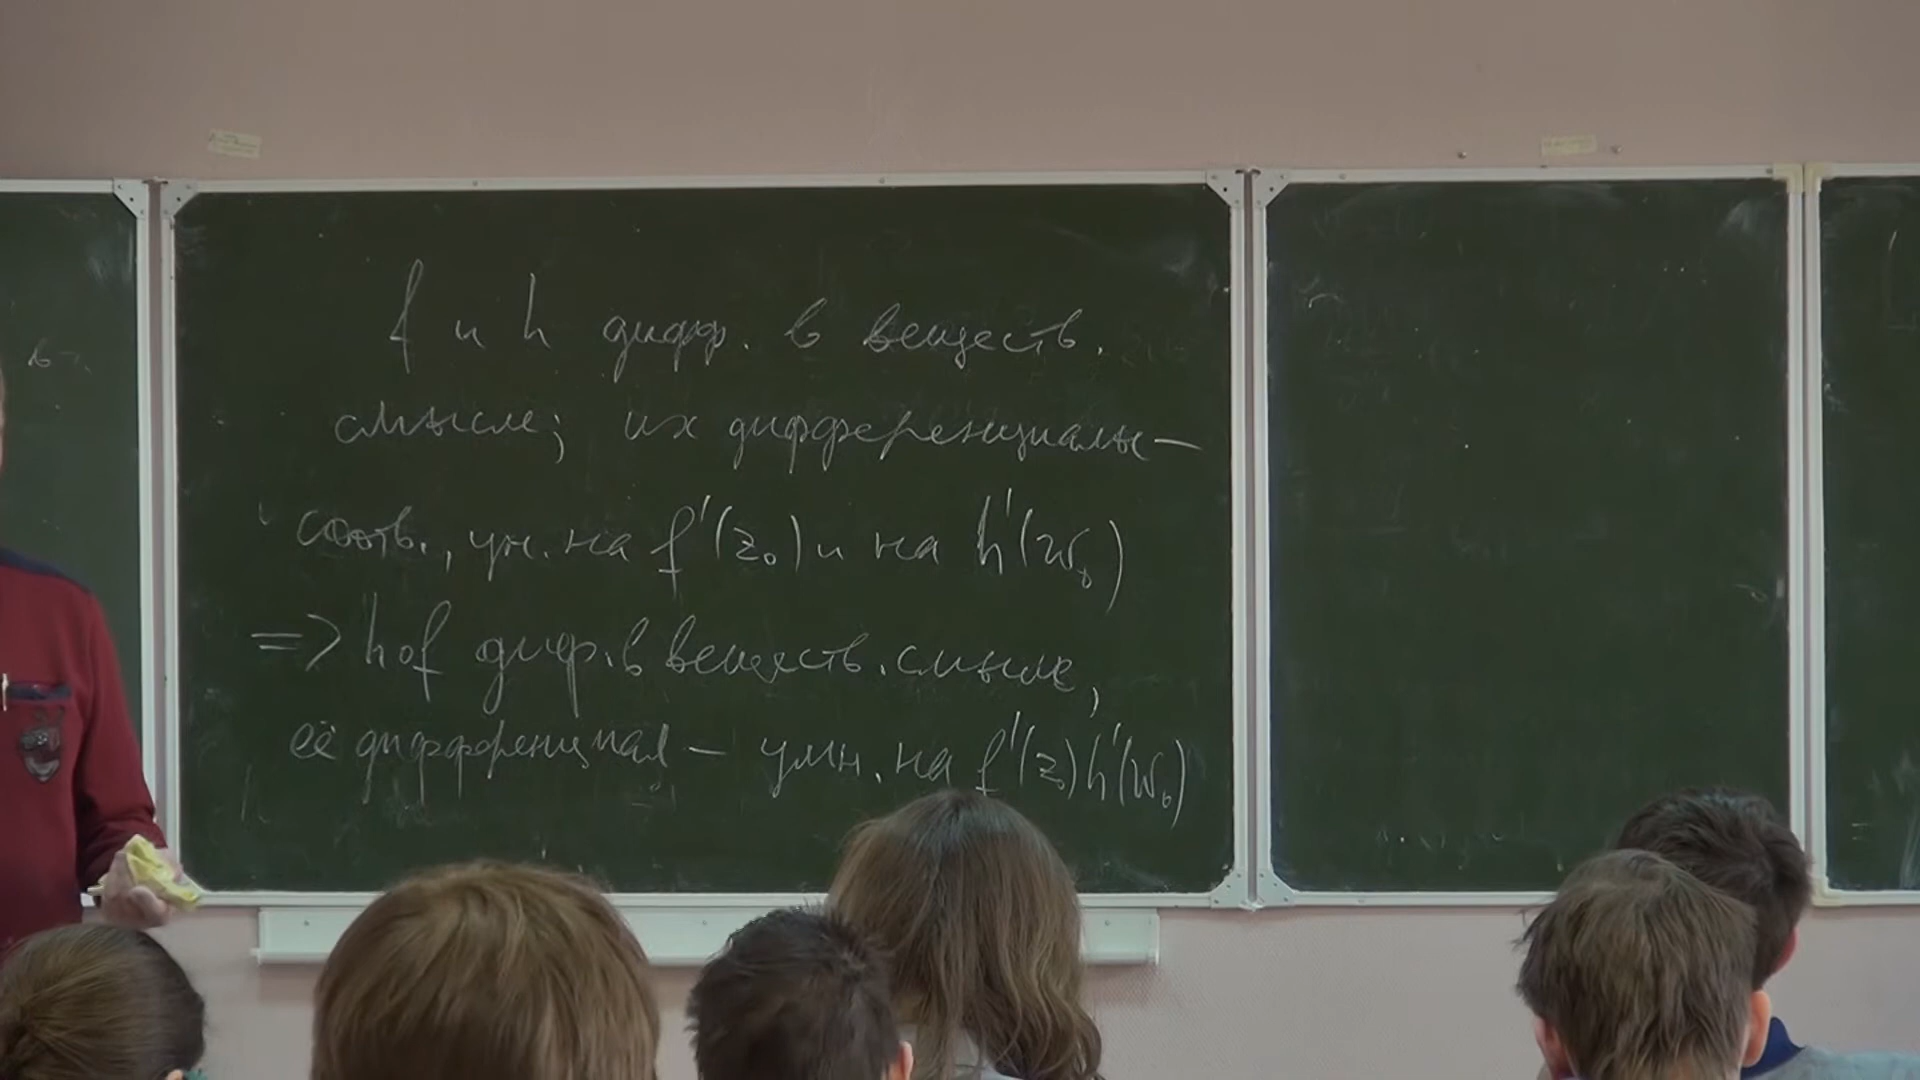 f и h дифф. в веществ.
смысле; их дифференциалы —
соотв., ум. на f'(z₀) и на h'(w₀)
=> h∘f дифф. в веществ. смысле,
её дифференциал — умн. на f'(z₀)h'(w₀)